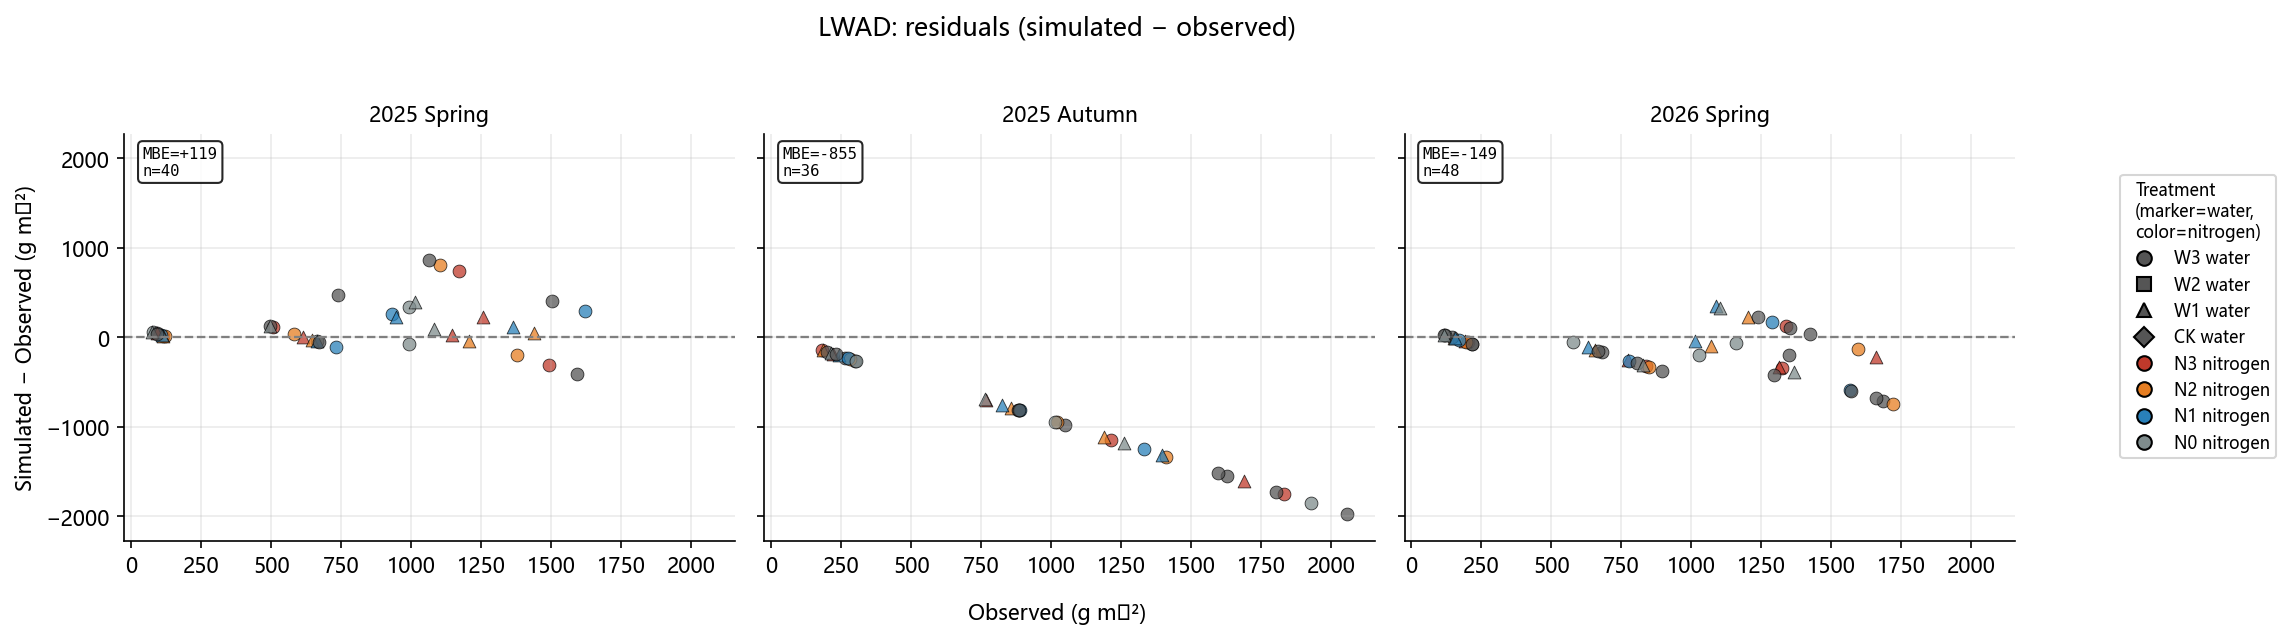 LWAD: residuals (simulated − observed)
2025 Spring
2025 Autumn
2026 Spring
MBE=+119
n=40
MBE=-855
n=36
MBE=-149
n=48
Simulated − Observed (g m□²)
2000
1000
0
−1000
−2000
0 250 500 750 1000 1250 1500 1750 2000
0 250 500 750 1000 1250 1500 1750 2000
0 250 500 750 1000 1250 1500 1750 2000
Observed (g m□²)
Treatment
(marker=water,
color=nitrogen)
W3 water
W2 water
W1 water
CK water
N3 nitrogen
N2 nitrogen
N1 nitrogen
N0 nitrogen